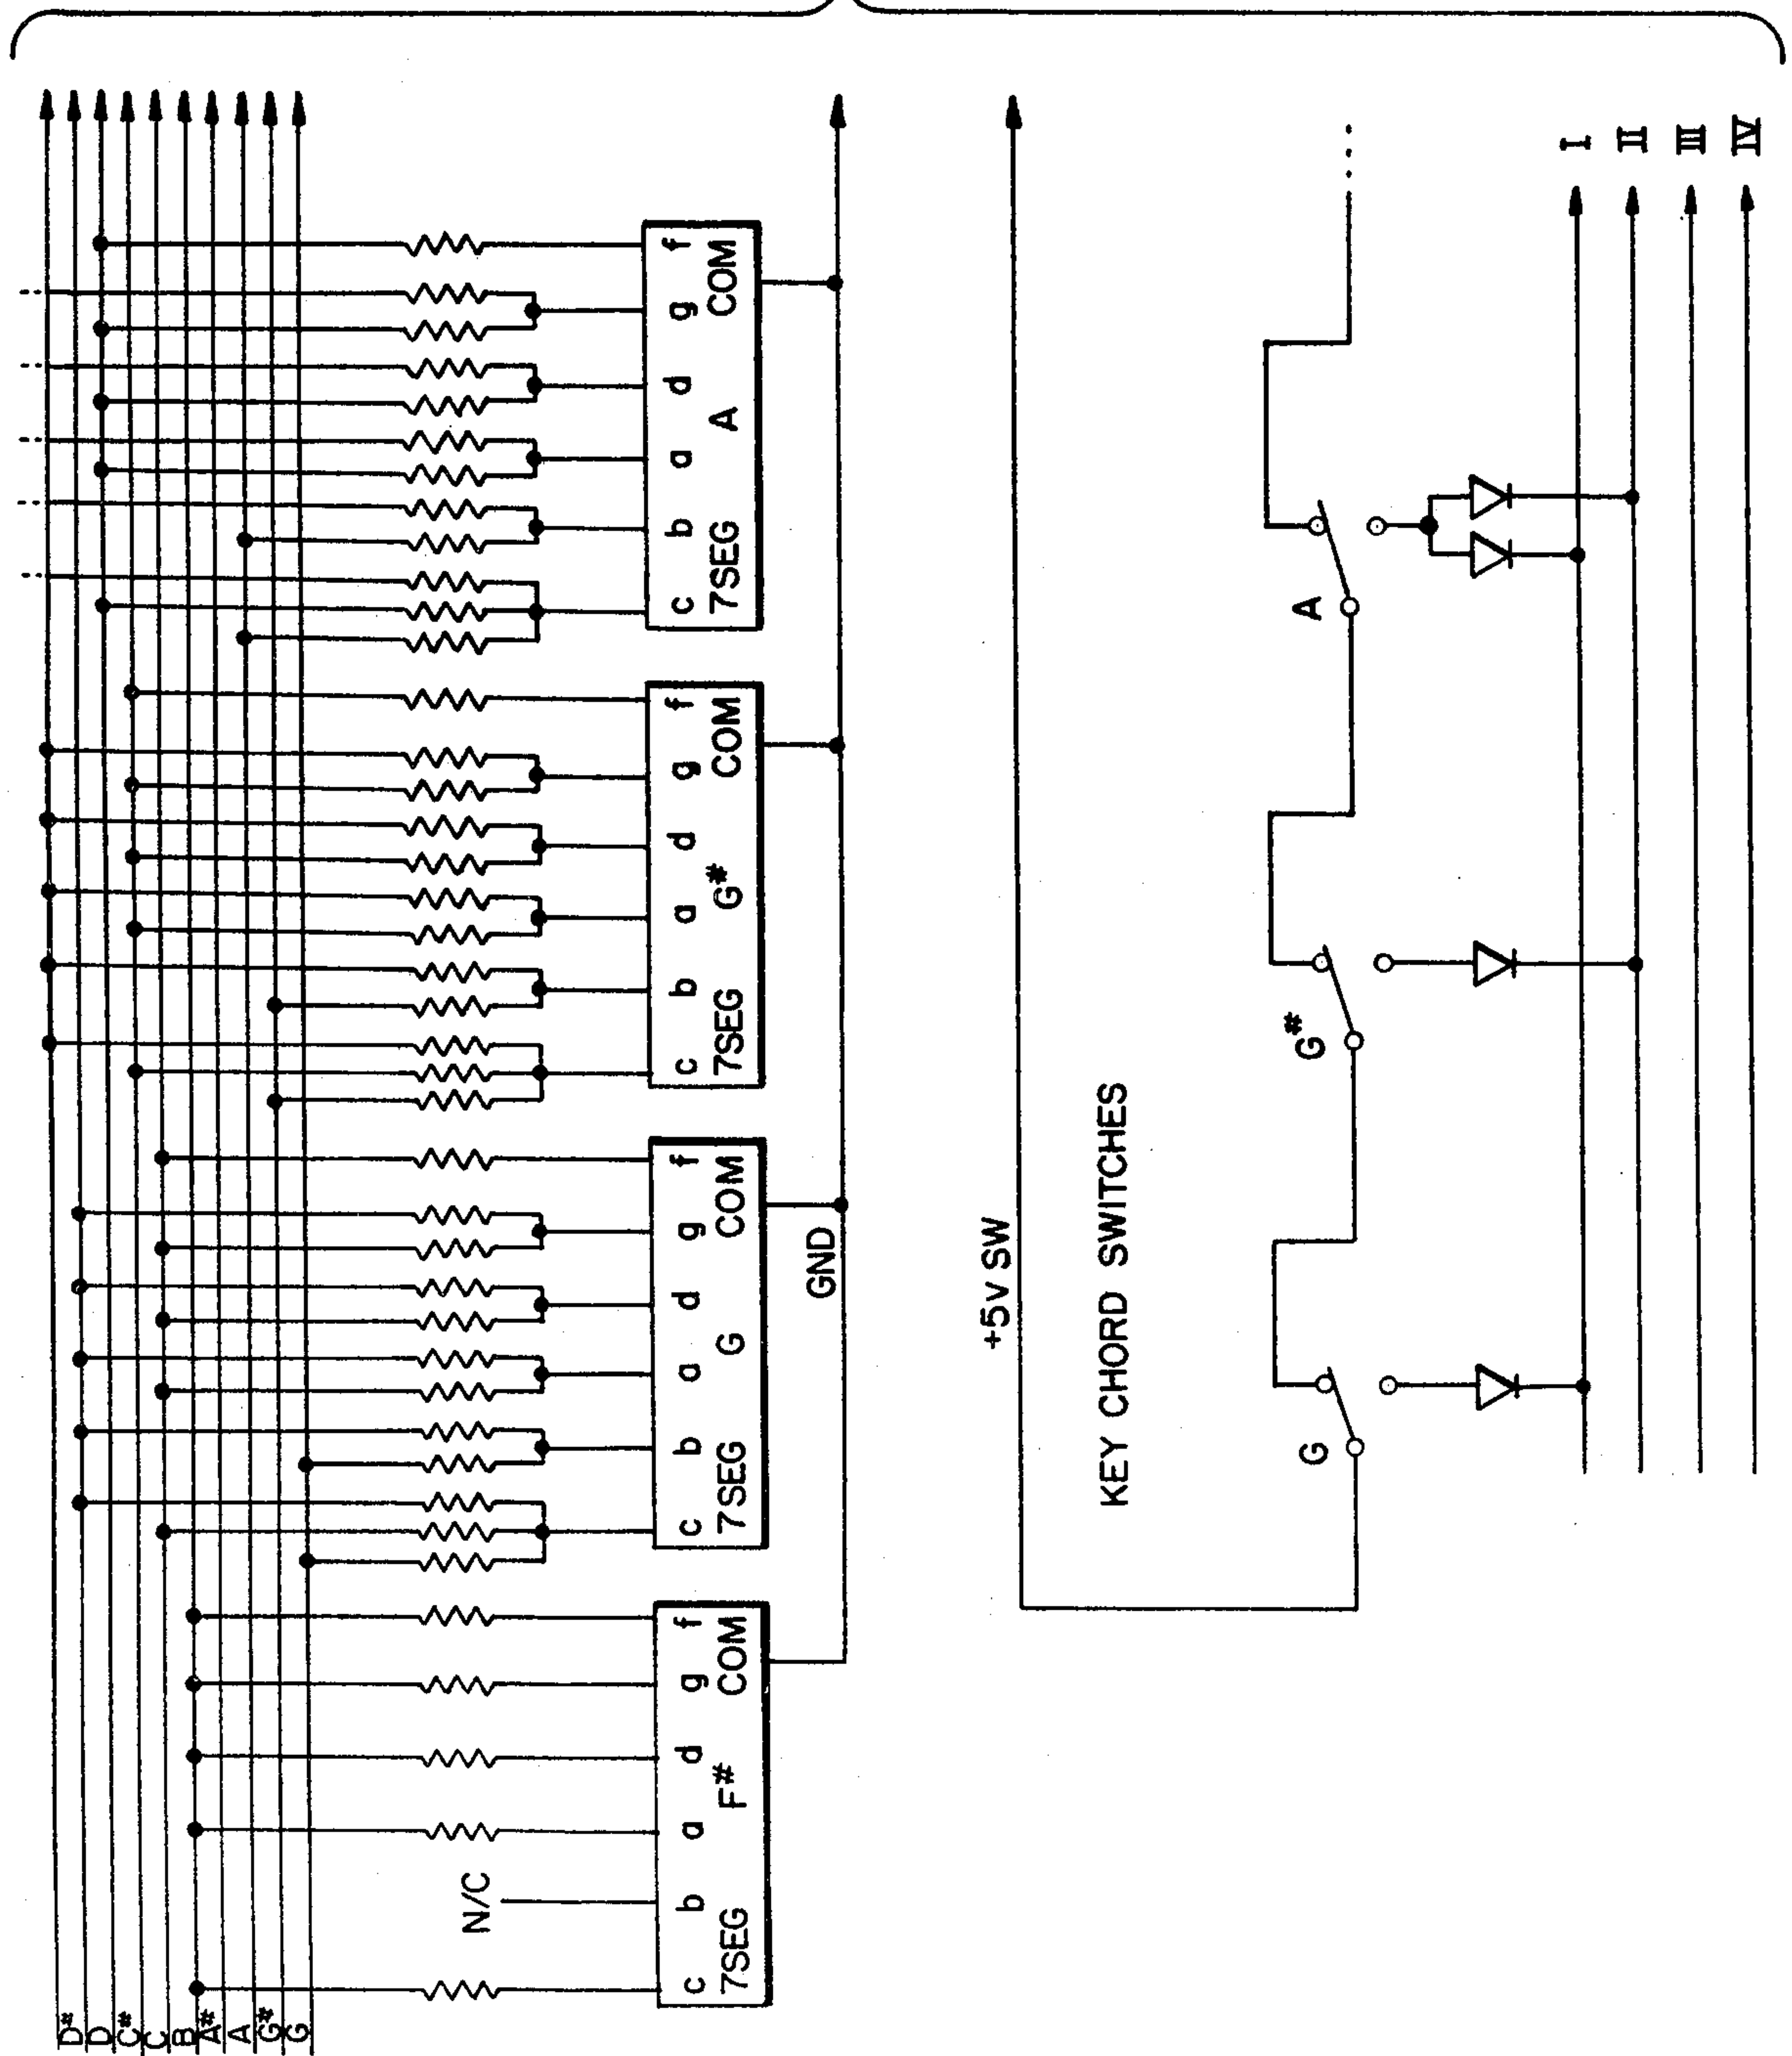 D#
D
C#
C
B
A#
A
G#
G
N/C
c b a d g f
7SEG F# COM
c b a d g f
7SEG G COM
c b a d g f
7SEG G# COM
c b a d g f
7SEG A COM
GND
+5v SW
KEY CHORD SWITCHES
G
G#
A
...
I
II
III
IV